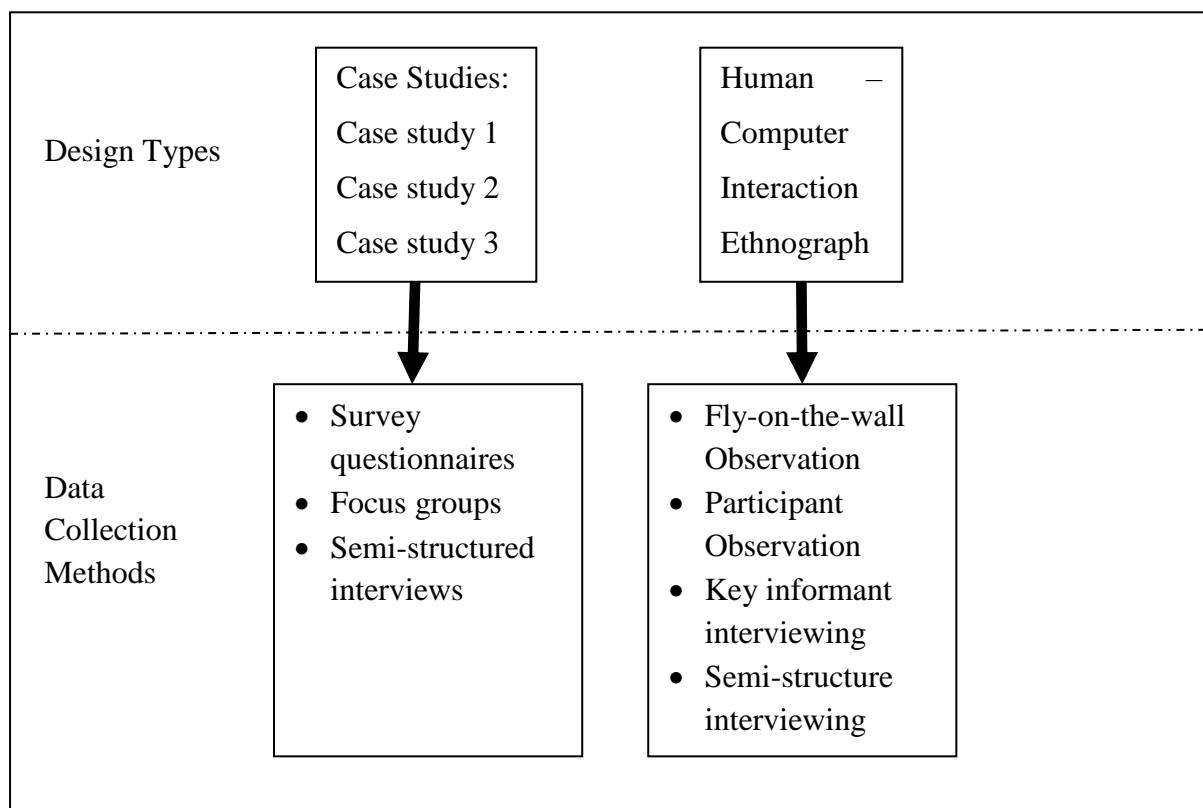 Design Types
Case Studies:
Case study 1
Case study 2
Case study 3
Human –
Computer
Interaction
Ethnograph
Data
Collection
Methods
• Survey
questionnaires
• Focus groups
• Semi-structured
interviews
• Fly-on-the-wall
Observation
• Participant
Observation
• Key informant
interviewing
• Semi-structure
interviewing